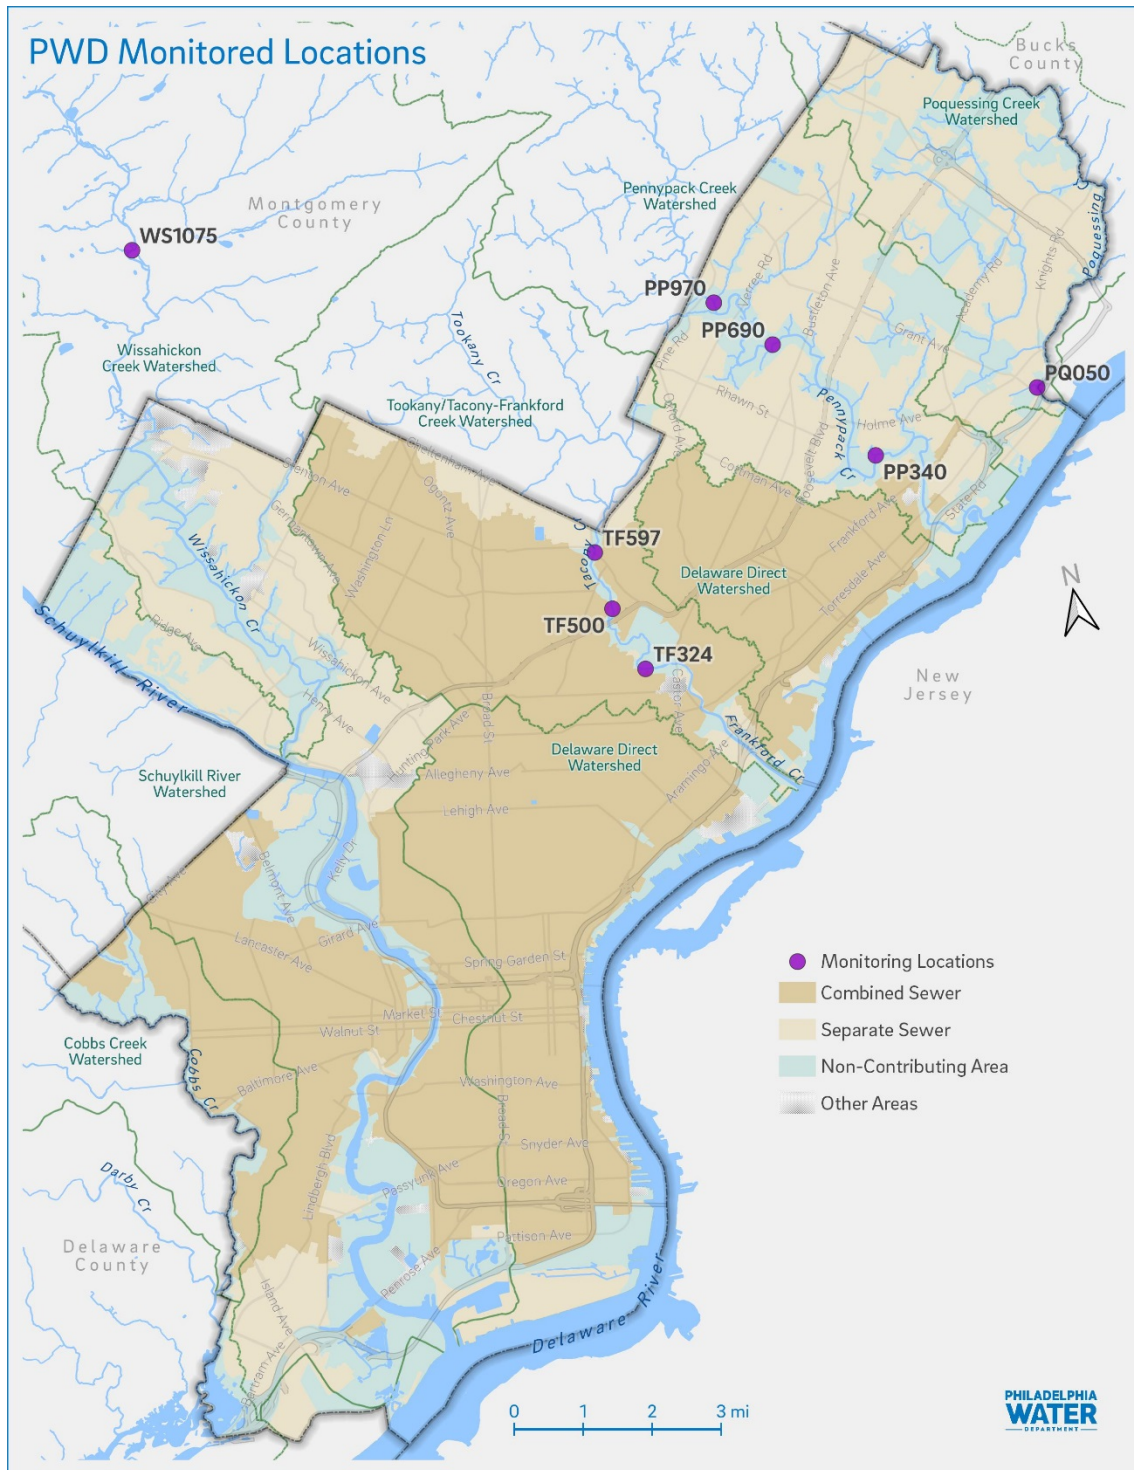 PWD Monitored Locations
Bucks
County
Poquessing Creek
Watershed
Pennypack Creek
Watershed
Montgomery
County
WS1075
Poquessing
Cr
Knights Rd
Academy Rd
Verree Rd
Bustleton Ave
PP970
PP690
Grant Ave
Pine Rd
Tookany Cr
Wissahickon
Creek Watershed
PQ050
Rhawn St
Pennypack Cr
Holme Ave
Tookany/Tacony-Frankford
Creek Watershed
Oxford Ave
Roosevelt Blvd
Cottman Ave
PP340
State Rd
Cheltenham Ave
Stenton Ave
Ogontz Ave
Germantown Ave
Washington Ln
Frankford Ave
Tacony Cr
TF597
Wissahickon Cr
Delaware Direct
Watershed
Torresdale Ave
N
TF500
Schuylkill River
Ridge Ave
TF324
Wissahickon Ave
Castor Ave
New
Jersey
Henry Ave
Broad St
Hunting Park Ave
Frankford Cr
Delaware Direct
Watershed
Aramingo Ave
Schuylkill River
Watershed
Allegheny Ave
Lehigh Ave
Kelly Dr
Belmont Ave
City Ave
Girard Ave
Lancaster Ave
Spring Garden St
Market St
Chestnut St
Walnut St
Monitoring Locations
Combined Sewer
Separate Sewer
Non-Contributing Area
Other Areas
Cobbs Creek
Watershed
Cobbs Cr
Baltimore Ave
Washington Ave
Broad St
Snyder Ave
Lindbergh Blvd
Passyunk Ave
Oregon Ave
Darby Cr
Pattison Ave
Delaware
County
Penrose Ave
Island Ave
Delaware River
Bartram Ave
0 1 2 3 mi
PHILADELPHIA
WATER
DEPARTMENT